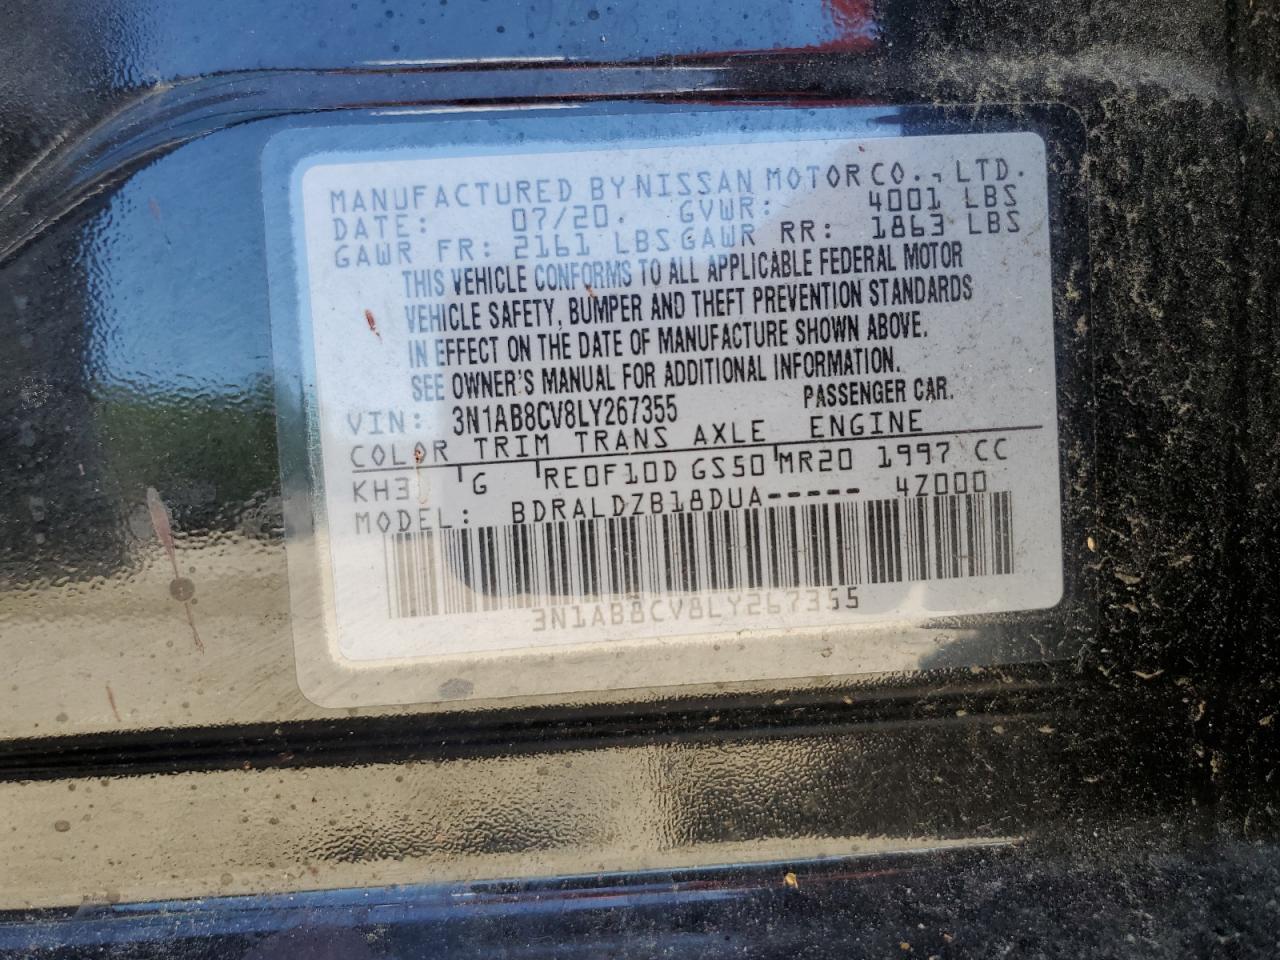 MANUFACTURED BY NISSAN MOTOR CO., LTD.
DATE: 07/20. GVWR: 4001 LBS
GAWR FR: 2161 LBS GAWR RR: 1863 LBS
THIS VEHICLE CONFORMS TO ALL APPLICABLE FEDERAL MOTOR
VEHICLE SAFETY, BUMPER AND THEFT PREVENTION STANDARDS
IN EFFECT ON THE DATE OF MANUFACTURE SHOWN ABOVE.
SEE OWNER'S MANUAL FOR ADDITIONAL INFORMATION.
VIN: 3N1AB8CV8LY267355 PASSENGER CAR.
COLOR TRIM TRANS AXLE ENGINE
KH3 G RE0F10D GS50 MR20 1997 CC
MODEL: BDRALDZB18DUA----- 4Z000
3N1AB8CV8LY267355